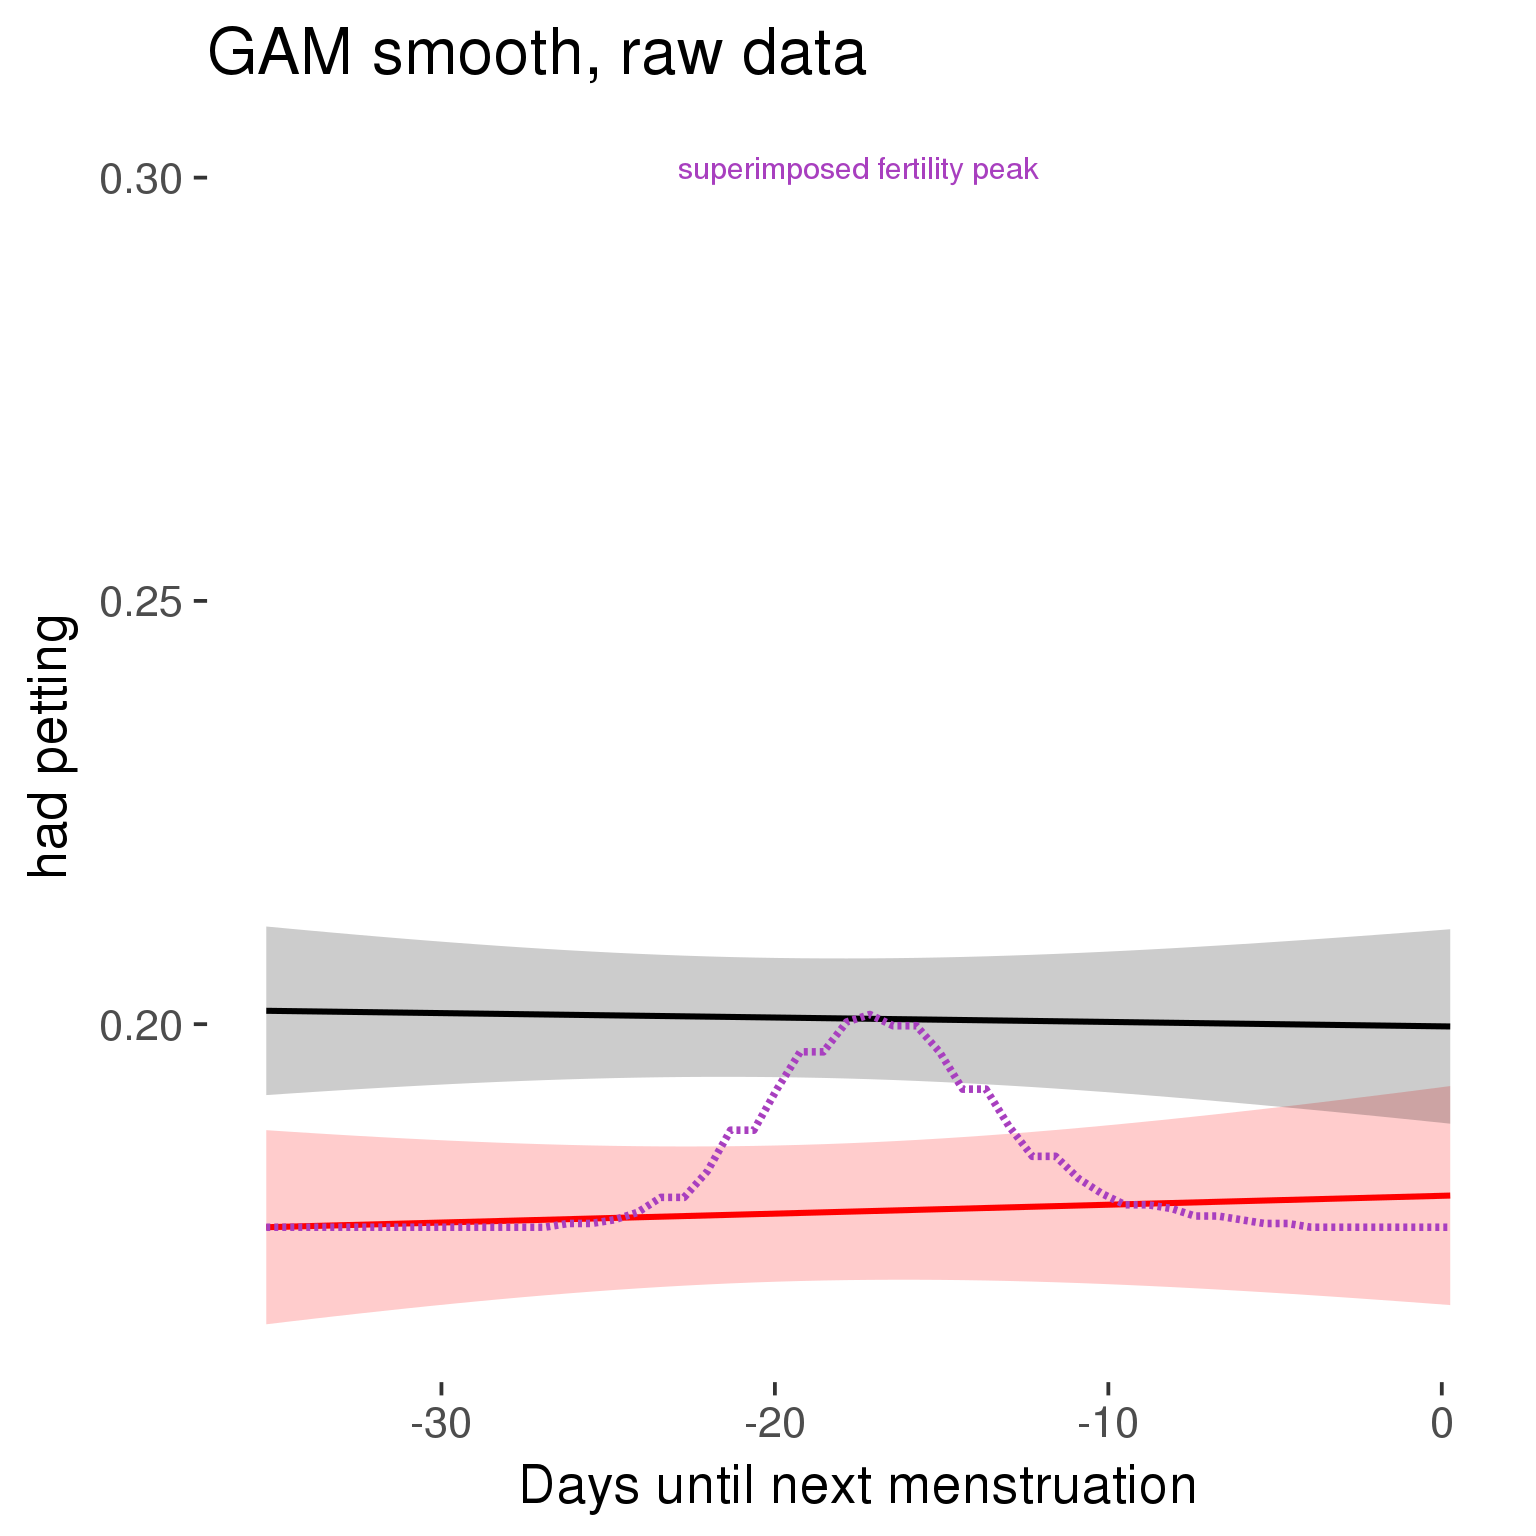 GAM smooth, raw data
superimposed fertility peak
0.30
0.25
0.20
had petting
-30
-20
-10
0
Days until next menstruation